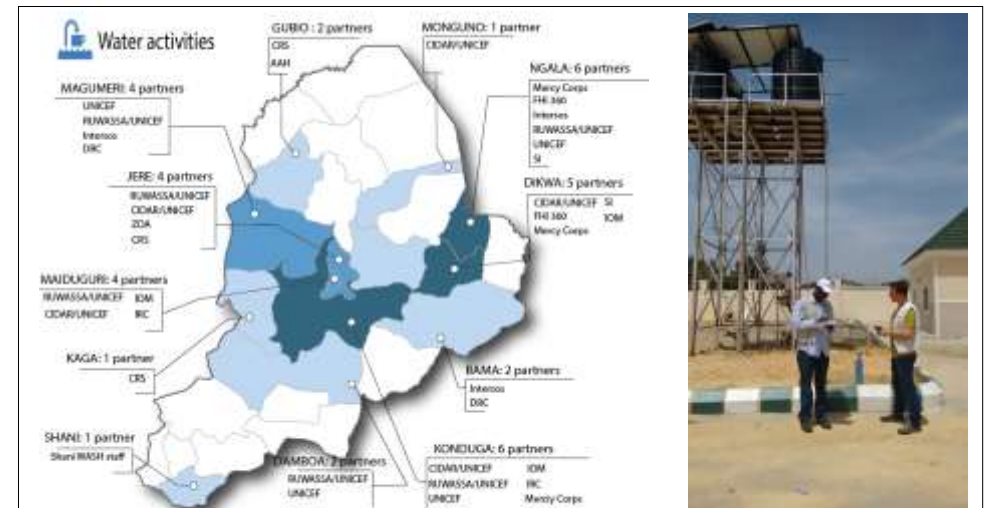 Water activities
GUBIO : 2 partners
CRS
AAH
MONGUNO: 1 partner
CIDAR/UNICEF
NGALA: 6 partners
Mercy Corps
FHI 360
Intersos
RUWASSA/UNICEF
UNICEF
SI
MAGUMERI: 4 partners
UNICEF
RUWASSA/UNICEF
Intersos
DRC
JERE: 4 partners
RUWASSA/UNICEF
CIDAR/UNICEF
ZOA
CRS
DIKWA: 5 partners
CIDAR/UNICEF SI
FHI 360 IOM
Mercy Corps
MAIDUGURI: 4 partners
RUWASSA/UNICEF IOM
CIDAR/UNICEF IRC
KAGA: 1 partner
CRS
BAMA: 2 partners
Intersos
DRC
SHANI: 1 partner
Shani WASH staff
DAMBOA: 2 partners
RUWASSA/UNICEF
UNICEF
KONDUGA: 6 partners
CIDAR/UNICEF IOM
RUWASSA/UNICEF IRC
UNICEF Mercy Corps